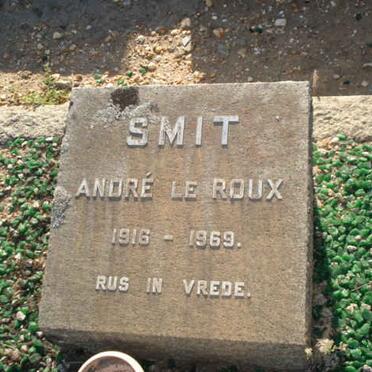 SMIT
ANDRÉ LE ROUX
1916 - 1969.
RUS IN VREDE.